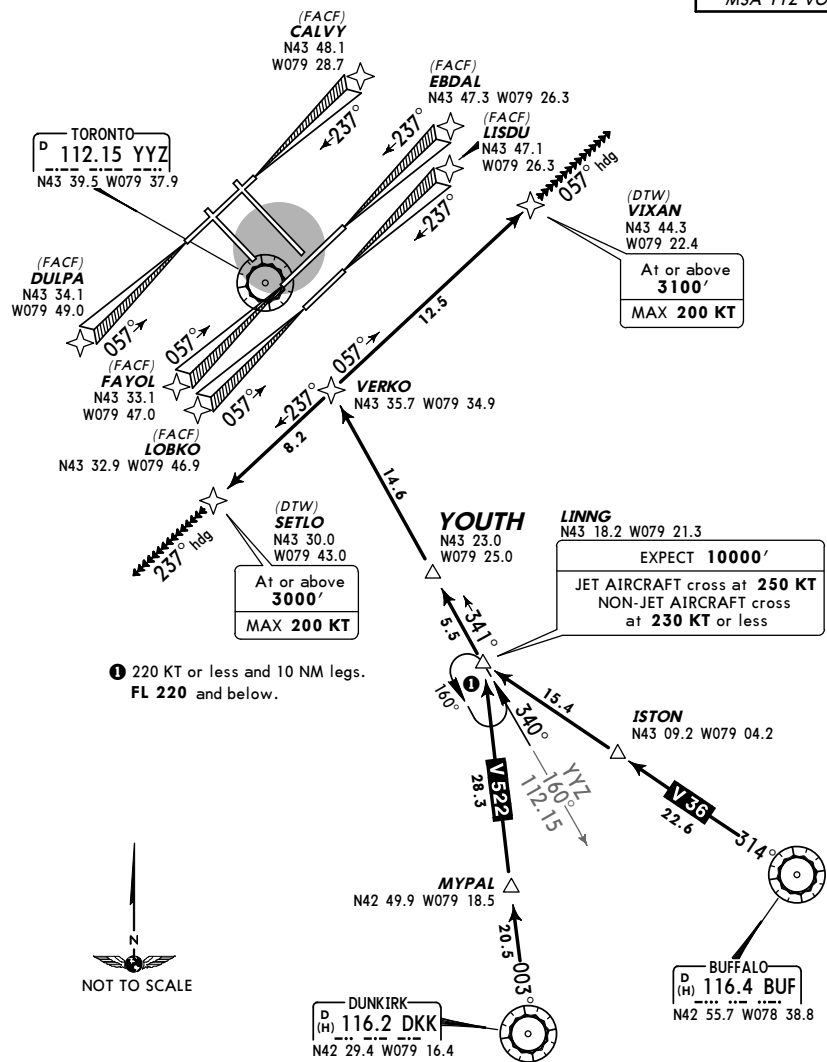 MSA YYZ VO
(FACF)
CALVY
N43 48.1
W079 28.7
(FACF)
EBDAL
N43 47.3 W079 26.3
(FACF)
LISDU
N43 47.1
W079 26.3
237°
237°
237°
TORONTO
D 112.15 YYZ
N43 39.5 W079 37.9
057° hdg
(DTW)
VIXAN
N43 44.3
W079 22.4
At or above
3100'
MAX 200 KT
(FACF)
DULPA
N43 34.1
W079 49.0
057°
057°
057°
12.5
(FACF)
FAYOL
N43 33.1
W079 47.0
057°
237°
VERKO
N43 35.7 W079 34.9
(FACF)
LOBKO
N43 32.9 W079 46.9
8.2
14.6
(DTW)
SETLO
N43 30.0
W079 43.0
237° hdg
At or above
3000'
MAX 200 KT
YOUTH
N43 23.0
W079 25.0
LINNG
N43 18.2 W079 21.3
EXPECT 10000'
JET AIRCRAFT cross at 250 KT
NON-JET AIRCRAFT cross
at 230 KT or less
341°
5.5
❶ 220 KT or less and 10 NM legs.
FL 220 and below.
❶
160°
340°
15.4
ISTON
N43 09.2 W079 04.2
YYZ
160°
112.15
V 522
28.3
V 36
22.6
314°
MYPAL
N42 49.9 W079 18.5
20.5
003°
N
NOT TO SCALE
DUNKIRK
D
(H) 116.2 DKK
N42 29.4 W079 16.4
BUFFALO
D
(H) 116.4 BUF
N42 55.7 W078 38.8